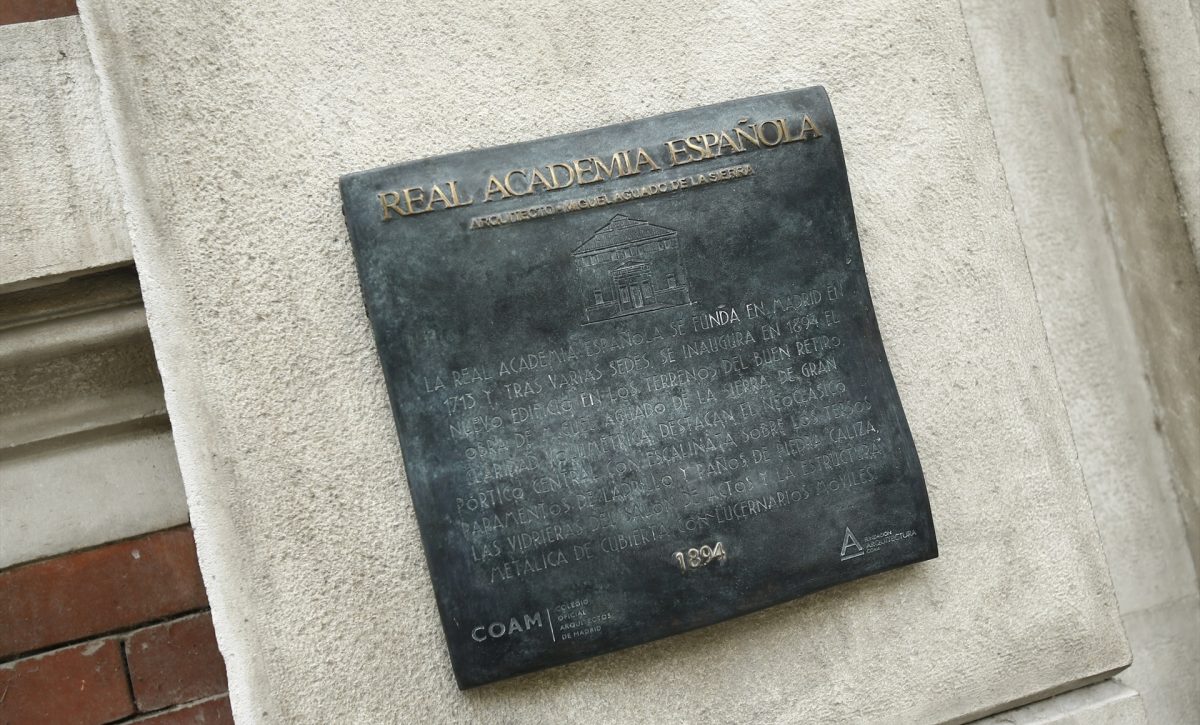 REAL ACADEMIA ESPAÑOLA
ARQUITECTO · MIGUEL AGUADO DE LA SIERRA
LA REAL ACADEMIA ESPAÑOLA SE FUNDA EN MADRID EN
1713 Y, TRAS VARIAS SEDES, SE INAUGURA EN 1894 EL
NUEVO EDIFICIO EN LOS TERRENOS DEL BUEN RETIRO
OBRA DE MIGUEL AGUADO DE LA SIERRA. DE GRAN
CLARIDAD VOLUMÉTRICA, DESTACAN EL NEOCLÁSICO
PÓRTICO CENTRAL CON ESCALINATA SOBRE LOS TERSOS
PARAMENTOS DE LADRILLO Y PAÑOS DE PIEDRA CALIZA,
LAS VIDRIERAS DEL SALÓN DE ACTOS Y LA ESTRUCTURA
METÁLICA DE CUBIERTA CON LUCERNARIOS MÓVILES.
1894
COAM
COLEGIO
OFICIAL
ARQUITECTOS
DE MADRID
FUNDACIÓN
ARQUITECTURA
COAM